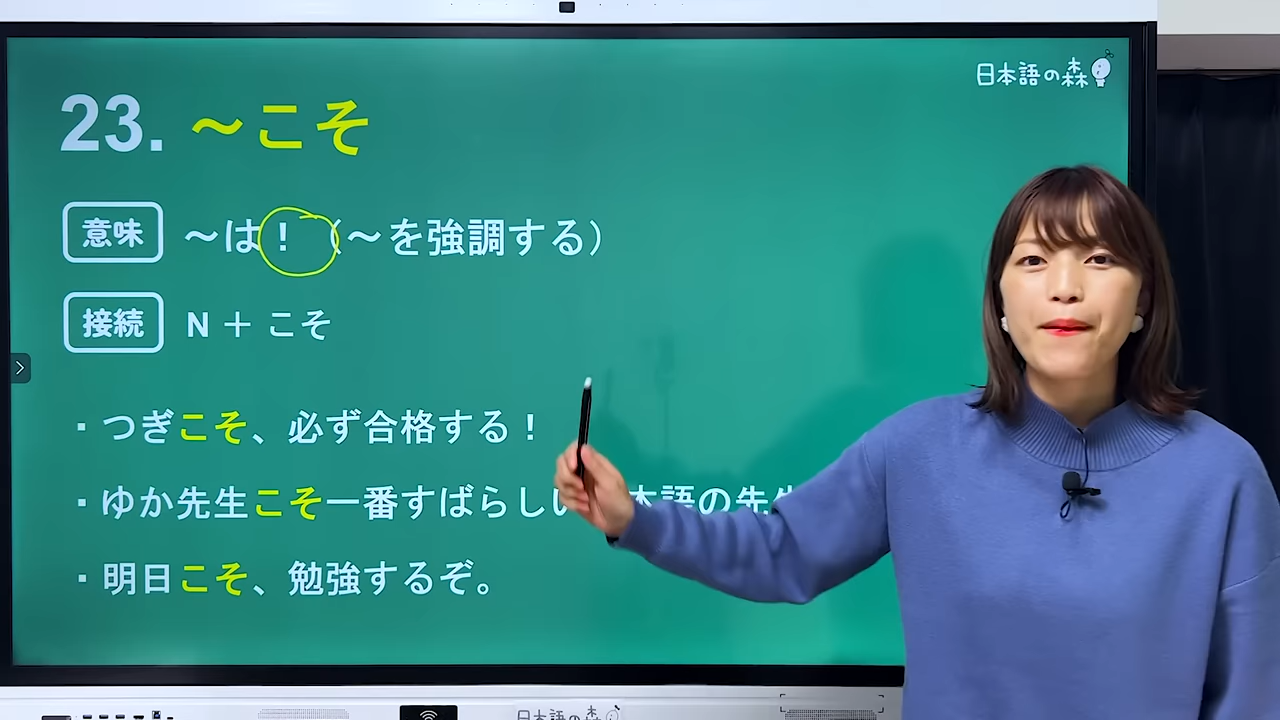 日本語の森
23. ～こそ
意味 ～は！（～を強調する）
接続 N ＋ こそ
・つぎこそ、必ず合格する！
・ゆか先生こそ一番すばらしい本語の先生
・明日こそ、勉強するぞ。
日本語の森